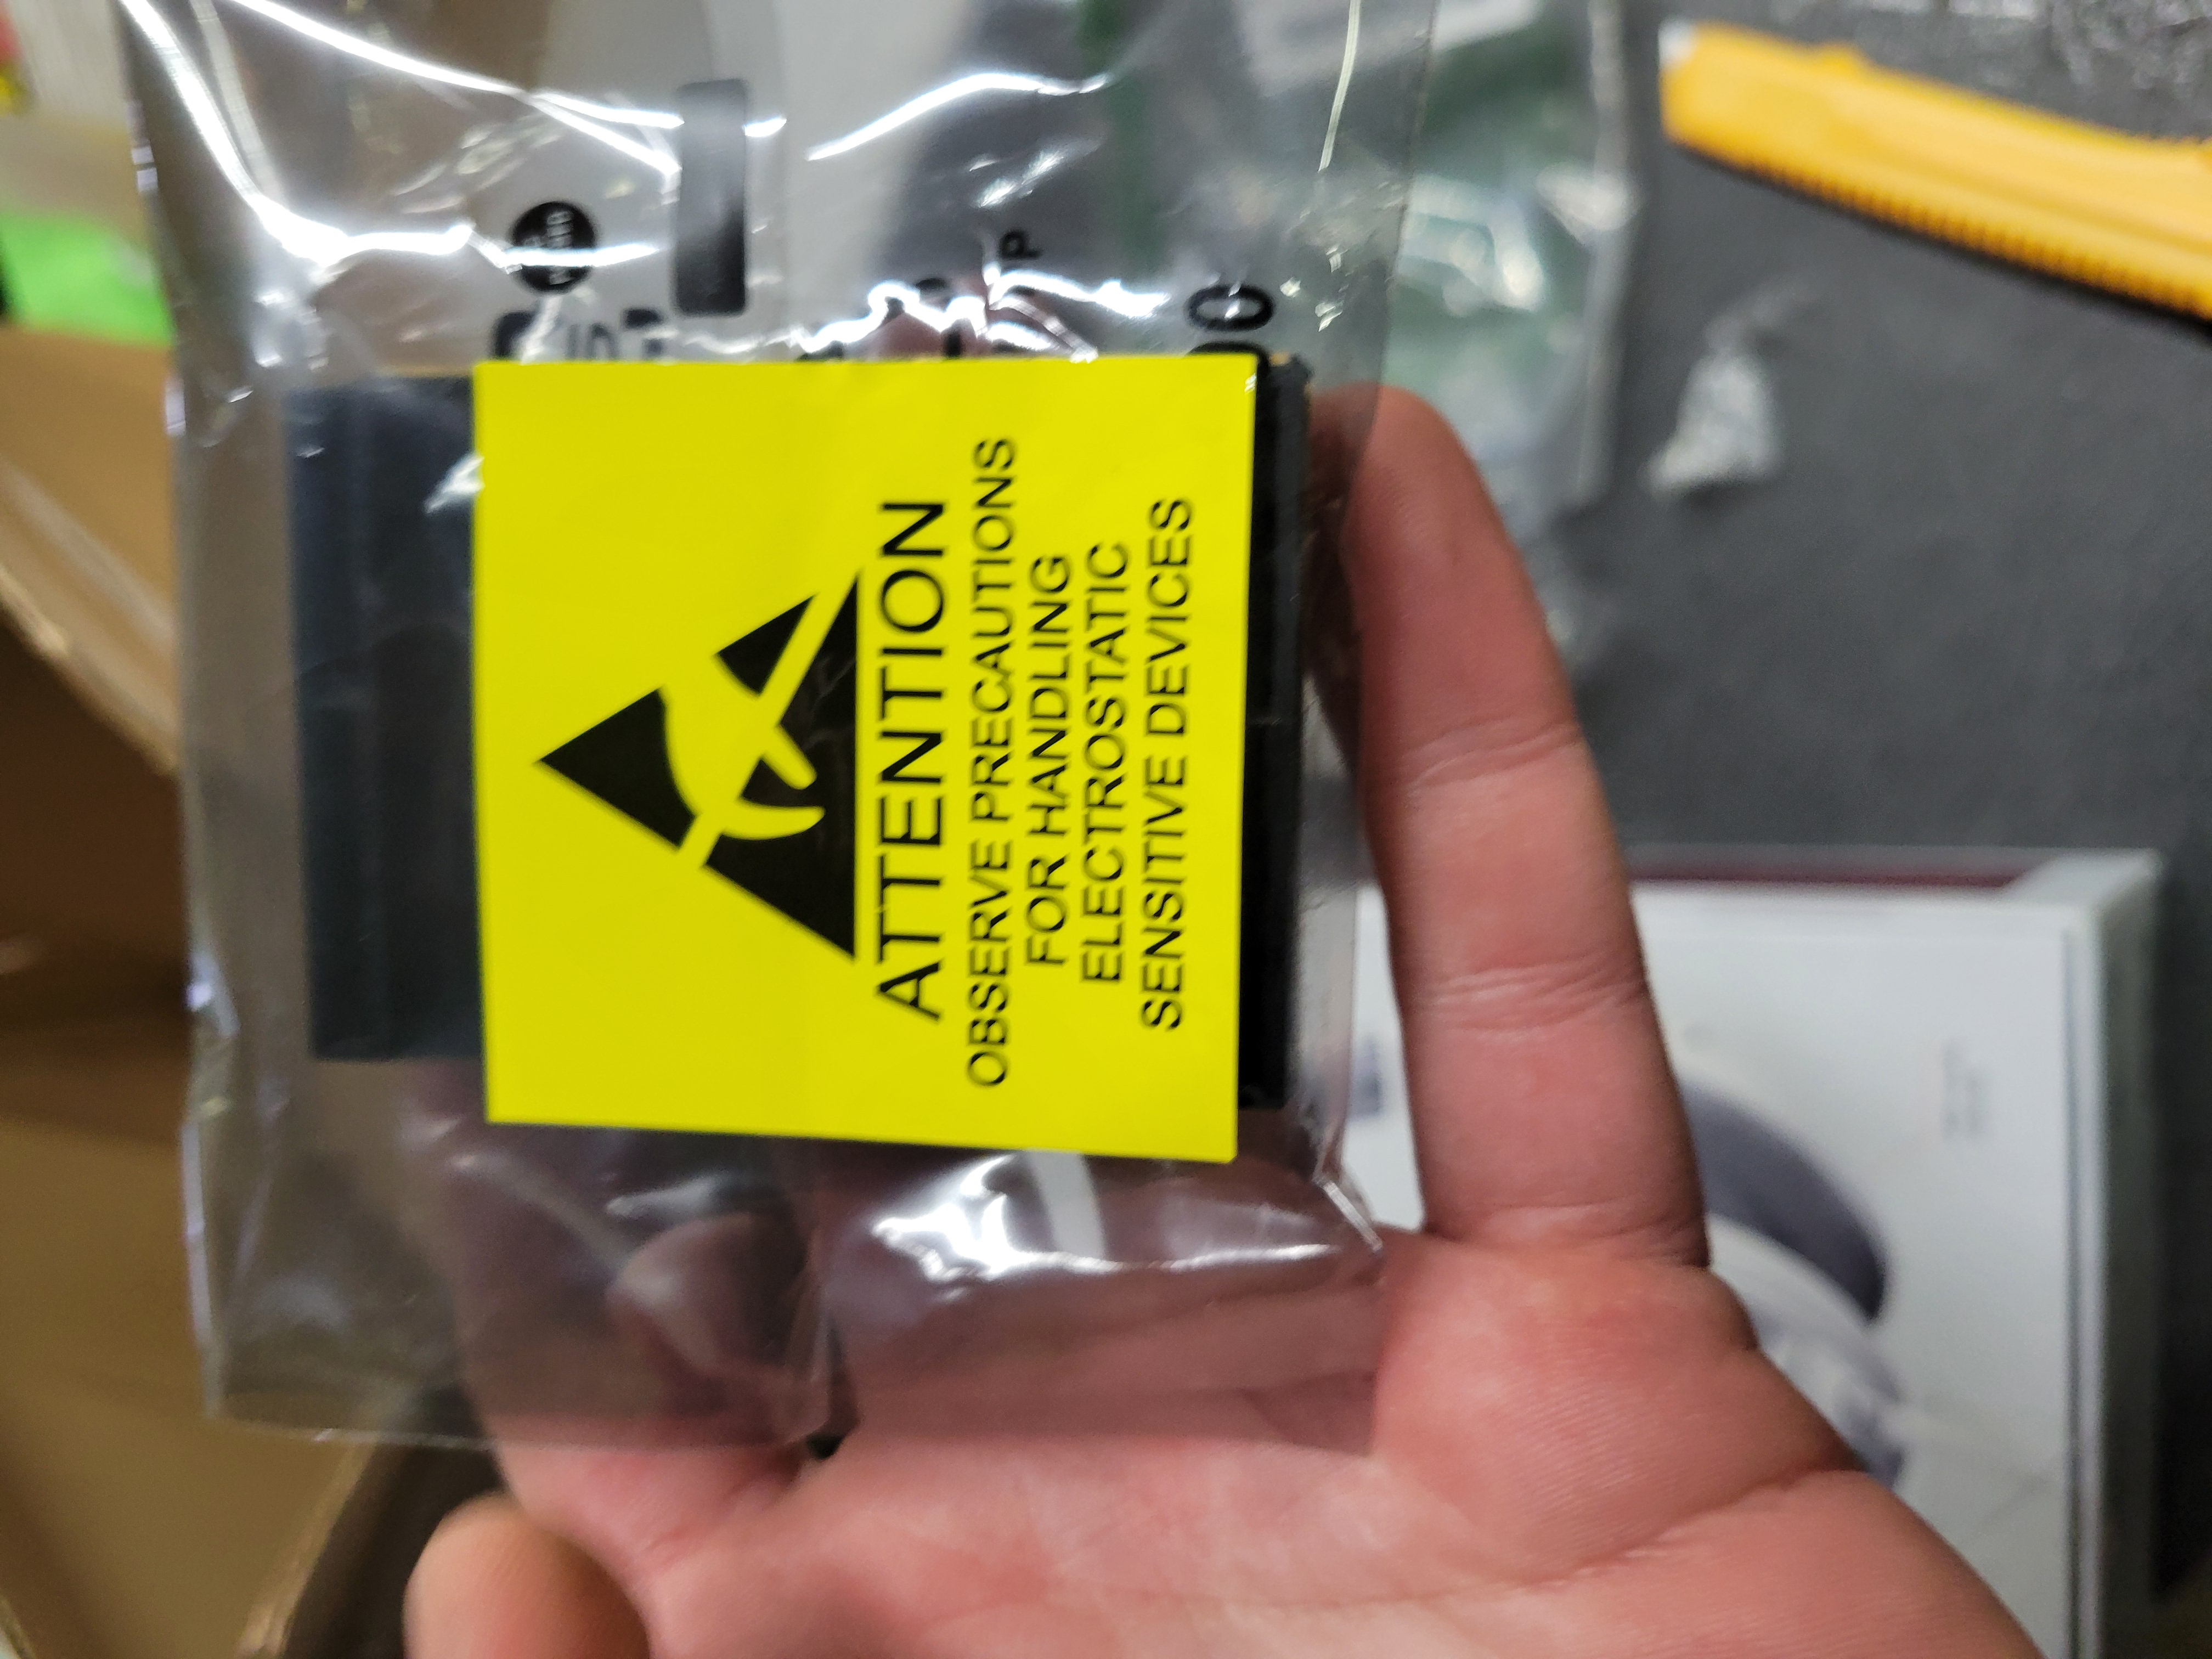 ATTENTION
OBSERVE PRECAUTIONS
FOR HANDLING
ELECTROSTATIC
SENSITIVE DEVICES